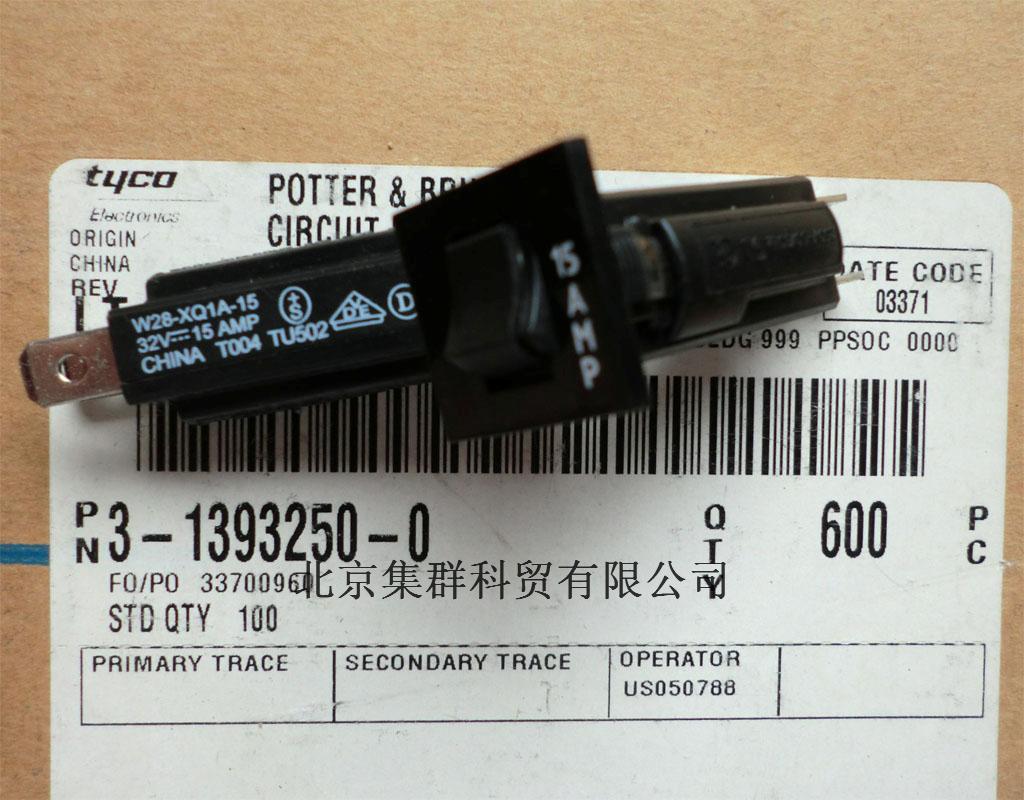 tyco
Electronics
POTTER &
CIRCUIT
ORIGIN
CHINA
REV
W28-XQ1A-15
32V⎓15 AMP
CHINA T004 TU502
15 AMP
DATE CODE
03371
BLDG 999 PPSOC 0000
PN 3-1393250-0
QTY 600 PC
FO/PO 33700960
北京集群科贸有限公司
STD QTY 100
PRIMARY TRACE
SECONDARY TRACE
OPERATOR
US050788